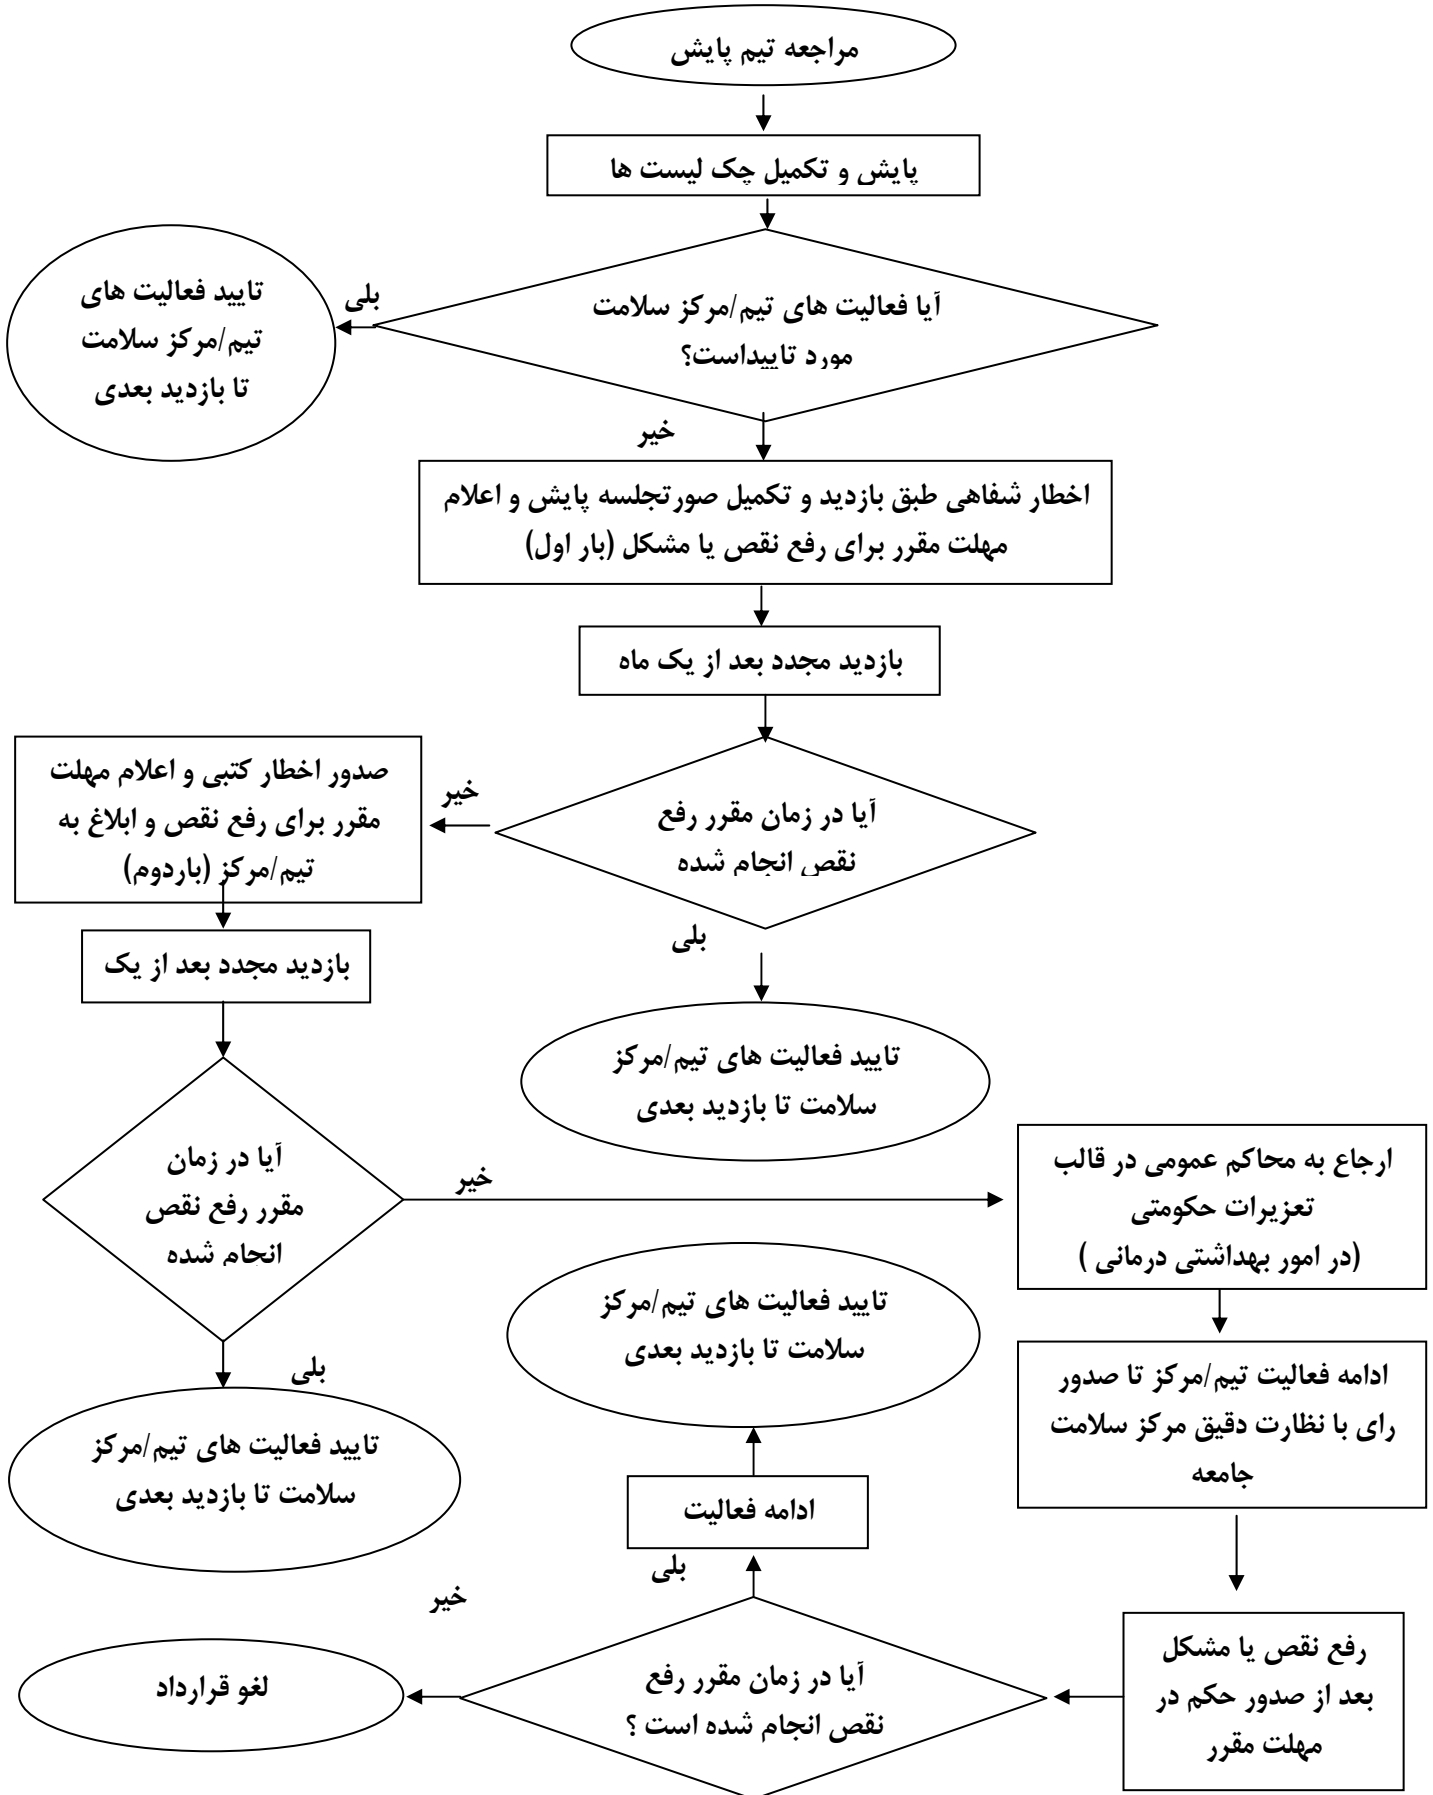 مراجعه تیم پایش
پایش و تکمیل چک لیست ها
آیا فعالیت های تیم/مرکز سلامت
مورد تاییداست؟
بلی
تایید فعالیت های
تیم/مرکز سلامت
تا بازدید بعدی
خیر
اخطار شفاهی طبق بازدید و تکمیل صورتجلسه پایش و اعلام
مهلت مقرر برای رفع نقص یا مشکل (بار اول)
بازدید مجدد بعد از یک ماه
آیا در زمان مقرر رفع
نقص انجام شده
خیر
صدور اخطار کتبی و اعلام مهلت
مقرر برای رفع نقص و ابلاغ به
تیم/مرکز (باردوم)
بلی
تایید فعالیت های تیم/مرکز
سلامت تا بازدید بعدی
بازدید مجدد بعد از یک
آیا در زمان
مقرر رفع نقص
انجام شده
خیر
بلی
تایید فعالیت های تیم/مرکز
سلامت تا بازدید بعدی
ارجاع به محاکم عمومی در قالب
تعزیرات حکومتی
(در امور بهداشتی درمانی )
ادامه فعالیت تیم/مرکز تا صدور
رای با نظارت دقیق مرکز سلامت
جامعه
رفع نقص یا مشکل
بعد از صدور حکم در
مهلت مقرر
آیا در زمان مقرر رفع
نقص انجام شده است ؟
بلی
ادامه فعالیت
تایید فعالیت های تیم/مرکز
سلامت تا بازدید بعدی
خیر
لغو قرارداد